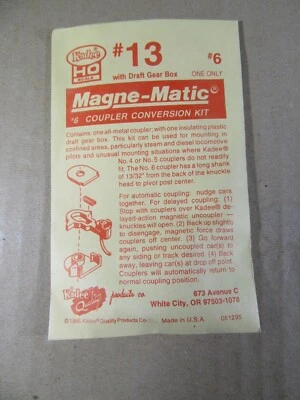 Kadee®
HO
SCALE
#13
#6
with Draft Gear Box
ONE ONLY
Magne-Matic®
#6 COUPLER CONVERSION KIT
Contains: one all-metal coupler; with one insulating plastic
draft gear box. This kit can be used for mounting in
confined areas, particularly steam and diesel locomotive
pilots and unusual mounting situations where Kadee®
No.4 or No.5 couplers do not readily
fit. The No. 6 coupler has a long shank
of 13/32" from the back of the knuckle
head to pivot post center.
For automatic coupling: nudge cars
together. For delayed coupling: (1)
Stop with couplers over Kadee® de-
layed-action magnetic uncoupler —
knuckles will open. (2) Back up slightly
to disengage, magnetic force draws
couplers off center. (3) Go forward
again, pushing uncoupled car(s) to
any siding or track desired. (4) Back
away, leaving car(s) at drop off point.
Couplers will automatically return to
normal coupling position.
Kadee
Quality
products co.
673 Avenue C
White City, OR 97503-1078
Kadee® Quality Products Co.
Made in U.S.A.